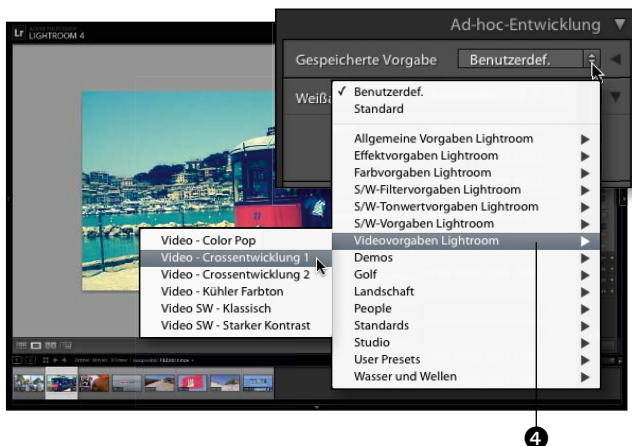 Lr ADOBE PHOTOSHOP
LIGHTROOM 4
Ad-hoc-Entwicklung
Gespeicherte Vorgabe Benutzerdef.
✓ Benutzerdef.
Standard
Allgemeine Vorgaben Lightroom
Effektvorgaben Lightroom
Farbvorgaben Lightroom
S/W-Filtervorgaben Lightroom
S/W-Tonwertvorgaben Lightroom
S/W-Vorgaben Lightroom
Videovorgaben Lightroom
Demos
Golf
Landschaft
People
Standards
Studio
User Presets
Wasser und Wellen
Video - Color Pop
Video - Crossentwicklung 1
Video - Crossentwicklung 2
Video - Kühler Farbton
Video SW - Klassisch
Video SW - Starker Kontrast
4